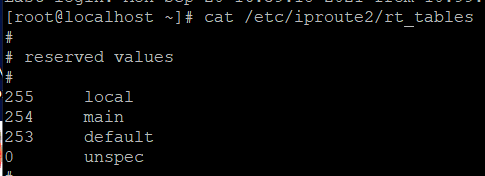 [root@localhost ~]# cat /etc/iproute2/rt_tables
#
# reserved values
#
255     local
254     main
253     default
0       unspec
#